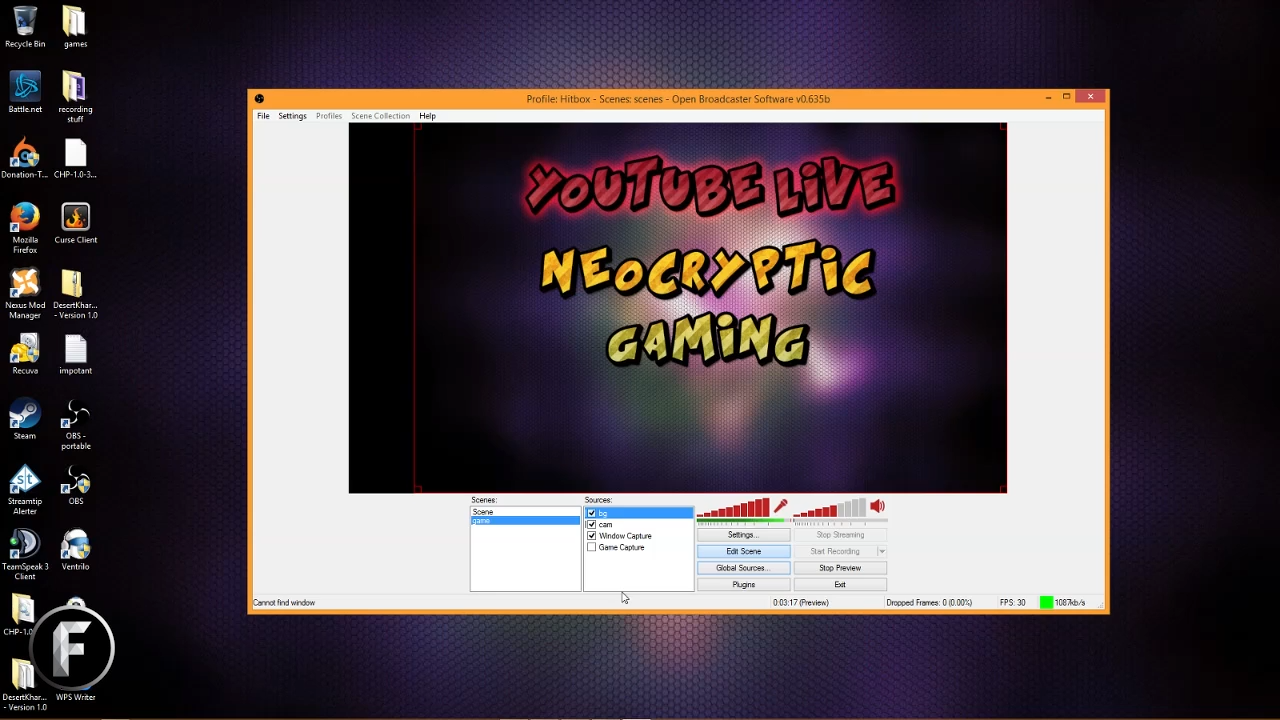 Recycle Bin
games
Battle.net
recording
stuff
Donation-T...
CHP-1.0-3...
Mozilla
Firefox
Curse Client
Nexus Mod
Manager
DesertKhar...
- Version 1.0
Recuva
impotant
Steam
OBS -
portable
Streamtip
Alerter
OBS
TeamSpeak 3
Client
Ventrilo
F
DesertKhar...
- Version 1.0
WPS Writer
Profile: Hitbox - Scenes: scenes - Open Broadcaster Software v0.635b
File Settings Profiles Scene Collection Help
YOUTUBE LIVE
NEOCRYPTIC
GAMING
Scenes:
Scene
game
Sources:
bg
cam
Window Capture
Game Capture
Settings...
Stop Streaming
Edit Scene
Start Recording
Global Sources...
Stop Preview
Plugins
Exit
Cannot find window
0:03:17 (Preview)
Dropped Frames: 0 (0.00%)
FPS: 30
1087kb/s